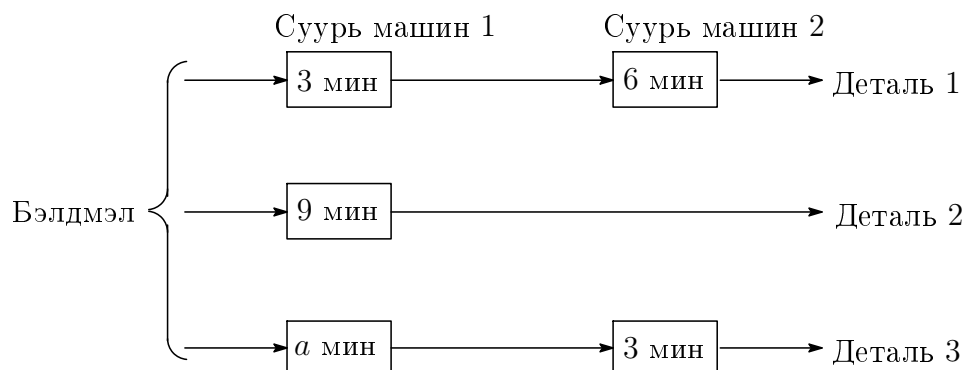 Суурь машин 1 Суурь машин 2
3 мин 6 мин Деталь 1
Бэлдмэл 9 мин Деталь 2
a мин 3 мин Деталь 3